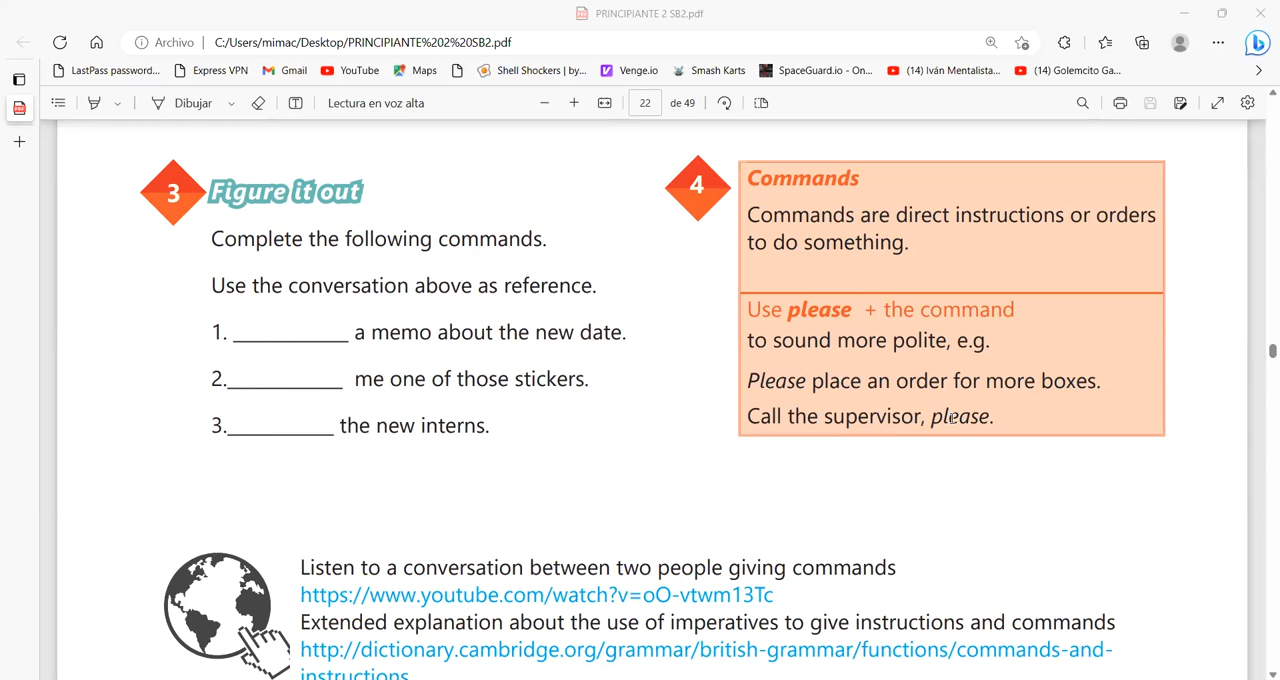 PRINCIPIANTE 2 SB2.pdf
Archivo
C:/Users/mimac/Desktop/PRINCIPIANTE%202%20SB2.pdf
LastPass password...
Express VPN
Gmail
YouTube
Maps
Shell Shockers | by...
Venge.io
Smash Karts
SpaceGuard.io - On...
(14) Iván Mentalista...
(14) Golemcito Ga...
Dibujar
Lectura en voz alta
22
de 49
3
Figure it out
Complete the following commands.
Use the conversation above as reference.
1. ___________ a memo about the new date.
2.___________ me one of those stickers.
3.__________ the new interns.
4
Commands
Commands are direct instructions or orders
to do something.
Use please + the command
to sound more polite, e.g.
Please place an order for more boxes.
Call the supervisor, please.
Listen to a conversation between two people giving commands
https://www.youtube.com/watch?v=oO-vtwm13Tc
Extended explanation about the use of imperatives to give instructions and commands
http://dictionary.cambridge.org/grammar/british-grammar/functions/commands-and-
instructions